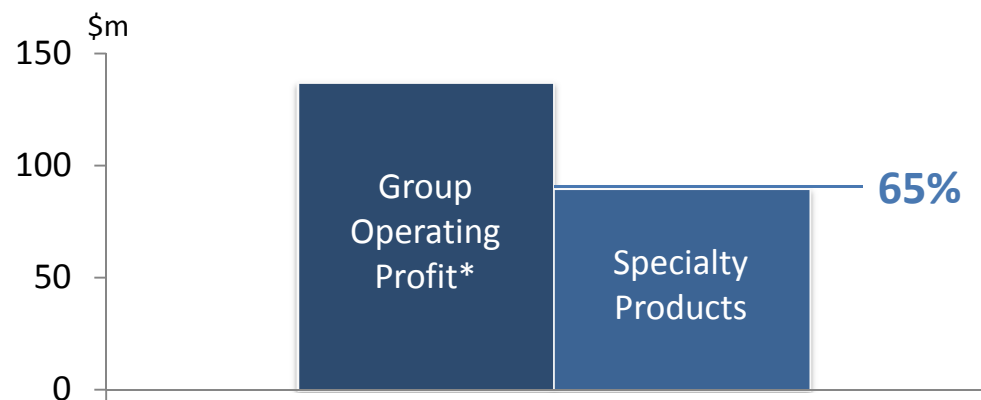 $m
150
100
50
0
Group
Operating
Profit*
Specialty
Products
65%